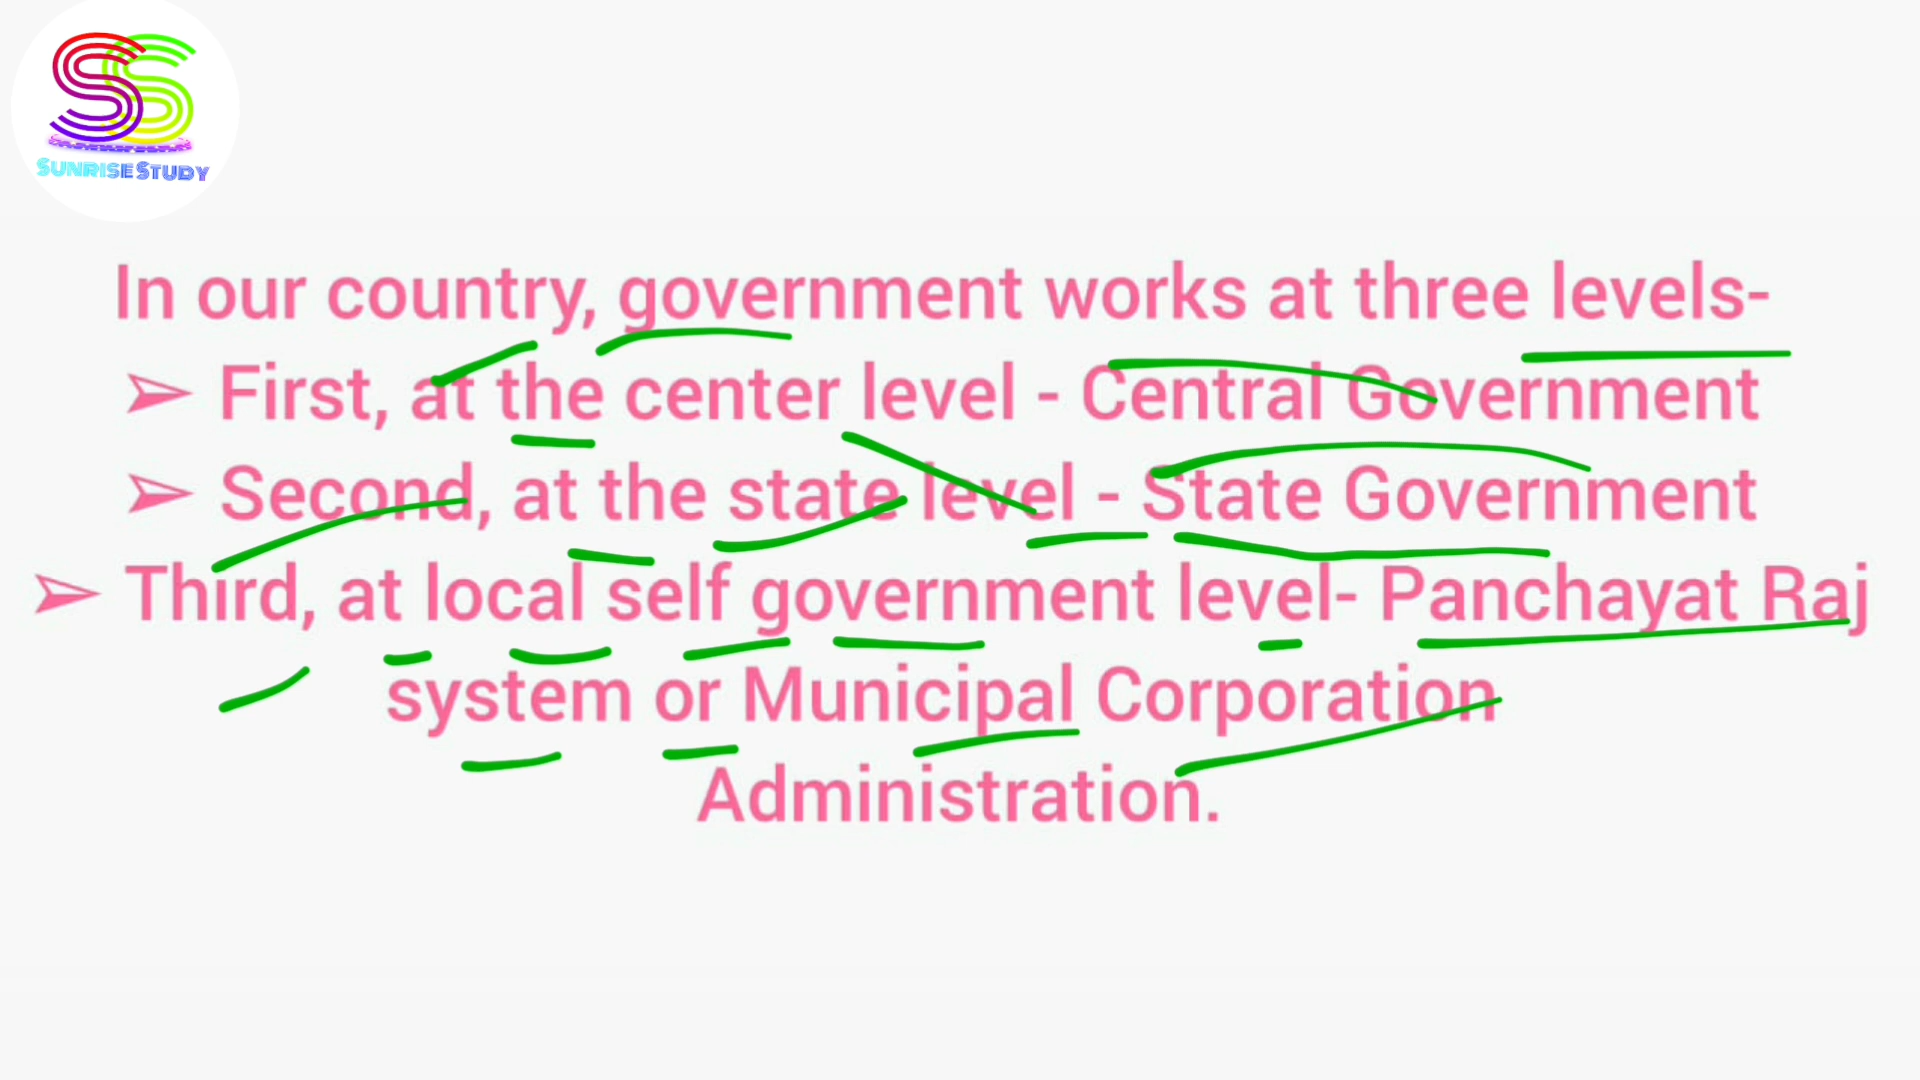 SUNRISE STUDY
In our country, government works at three levels-
➢ First, at the center level - Central Government
➢ Second, at the state level - State Government
➢ Third, at local self government level- Panchayat Raj
system or Municipal Corporation
Administration.